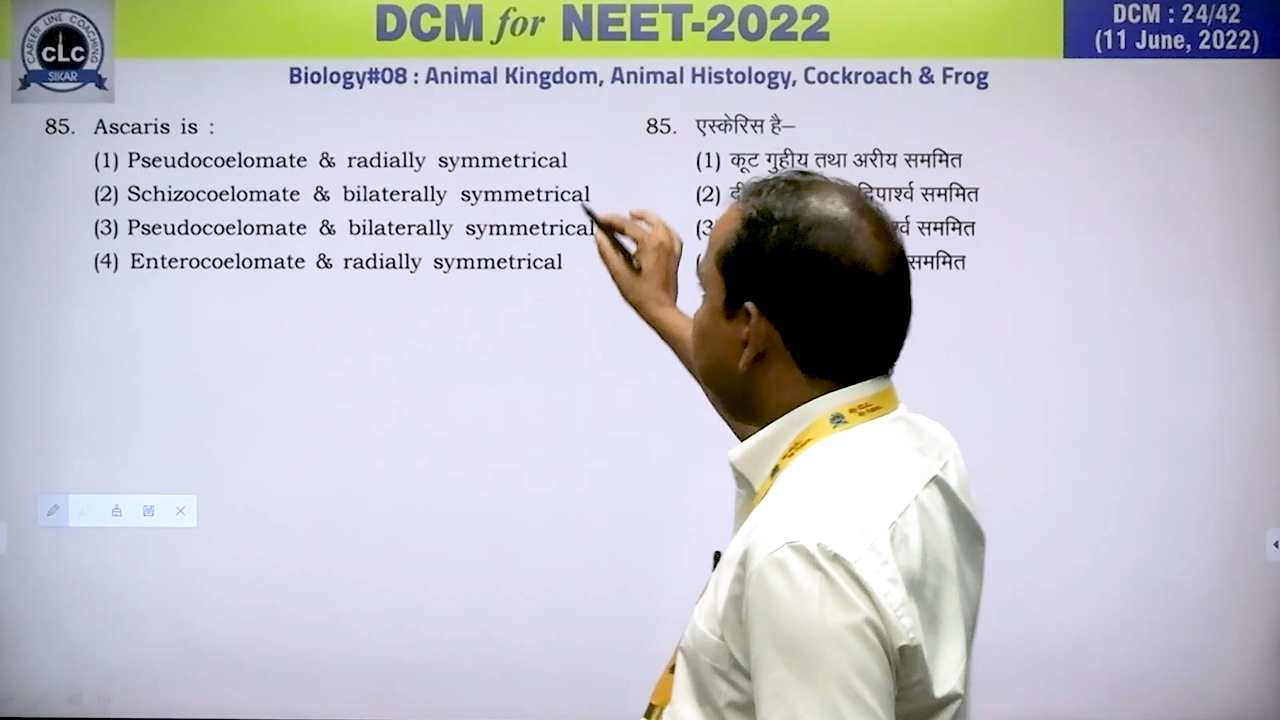 CAREER LINE COACHING
CLC
SIKAR
DCM for NEET-2022
DCM : 24/42
(11 June, 2022)
Biology#08 : Animal Kingdom, Animal Histology, Cockroach & Frog
85. Ascaris is :
(1) Pseudocoelomate & radially symmetrical
(2) Schizocoelomate & bilaterally symmetrical
(3) Pseudocoelomate & bilaterally symmetrical
(4) Enterocoelomate & radially symmetrical
85. एस्केरिस है–
(1) कूट गुहीय तथा अरीय सममित
(2) द्विपार्श्व सममित
(3 सममित
सममित